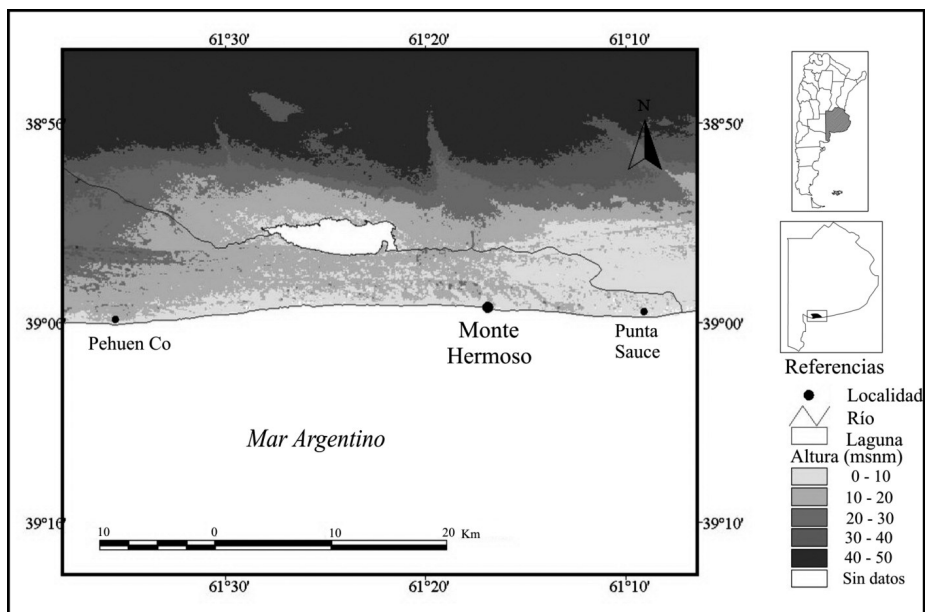 61°30' 61°20' 61°10'
38°50' 38°50'
N
39°00' 39°00'
Pehuen Co
Monte
Hermoso
Punta
Sauce
Mar Argentino
39°10' 39°10'
10 0 10 20 Km
61°30' 61°20' 61°10'
Referencias
Localidad
Río
Laguna
Altura (msnm)
0 - 10
10 - 20
20 - 30
30 - 40
40 - 50
Sin datos